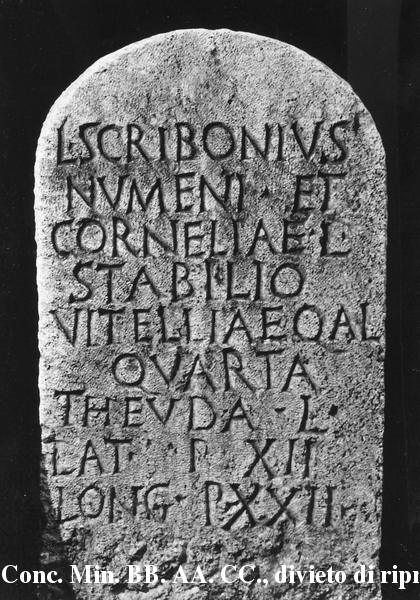 L·SCRIBONIVS
NVMENI · ET
CORNELIAE · L
STABILIO
VITELLIAE Q AL
QVARTA
THEVDA · L ·
LAT · P XII
LONG · P · XXII
Conc. Min. BB. AA. CC., divieto di ripr